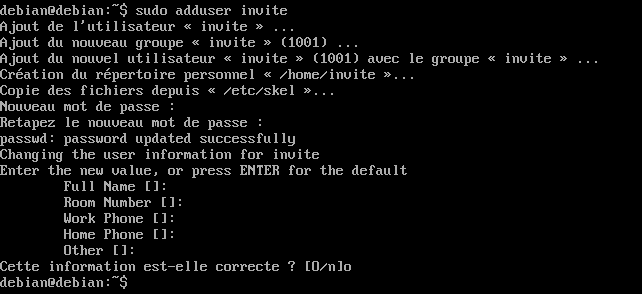 debian@debian:~$ sudo adduser invite
Ajout de l'utilisateur « invite » ...
Ajout du nouveau groupe « invite » (1001) ...
Ajout du nouvel utilisateur « invite » (1001) avec le groupe « invite » ...
Création du répertoire personnel « /home/invite »...
Copie des fichiers depuis « /etc/skel »...
Nouveau mot de passe :
Retapez le nouveau mot de passe :
passwd: password updated successfully
Changing the user information for invite
Enter the new value, or press ENTER for the default
Full Name []:
Room Number []:
Work Phone []:
Home Phone []:
Other []:
Cette information est-elle correcte ? [O/n]o
debian@debian:~$